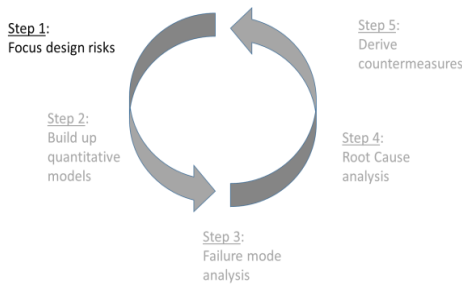 Step 1:
Focus design risks
Step 2:
Build up
quantitative
models
Step 3:
Failure mode
analysis
Step 4:
Root Cause
analysis
Step 5:
Derive
countermeasures